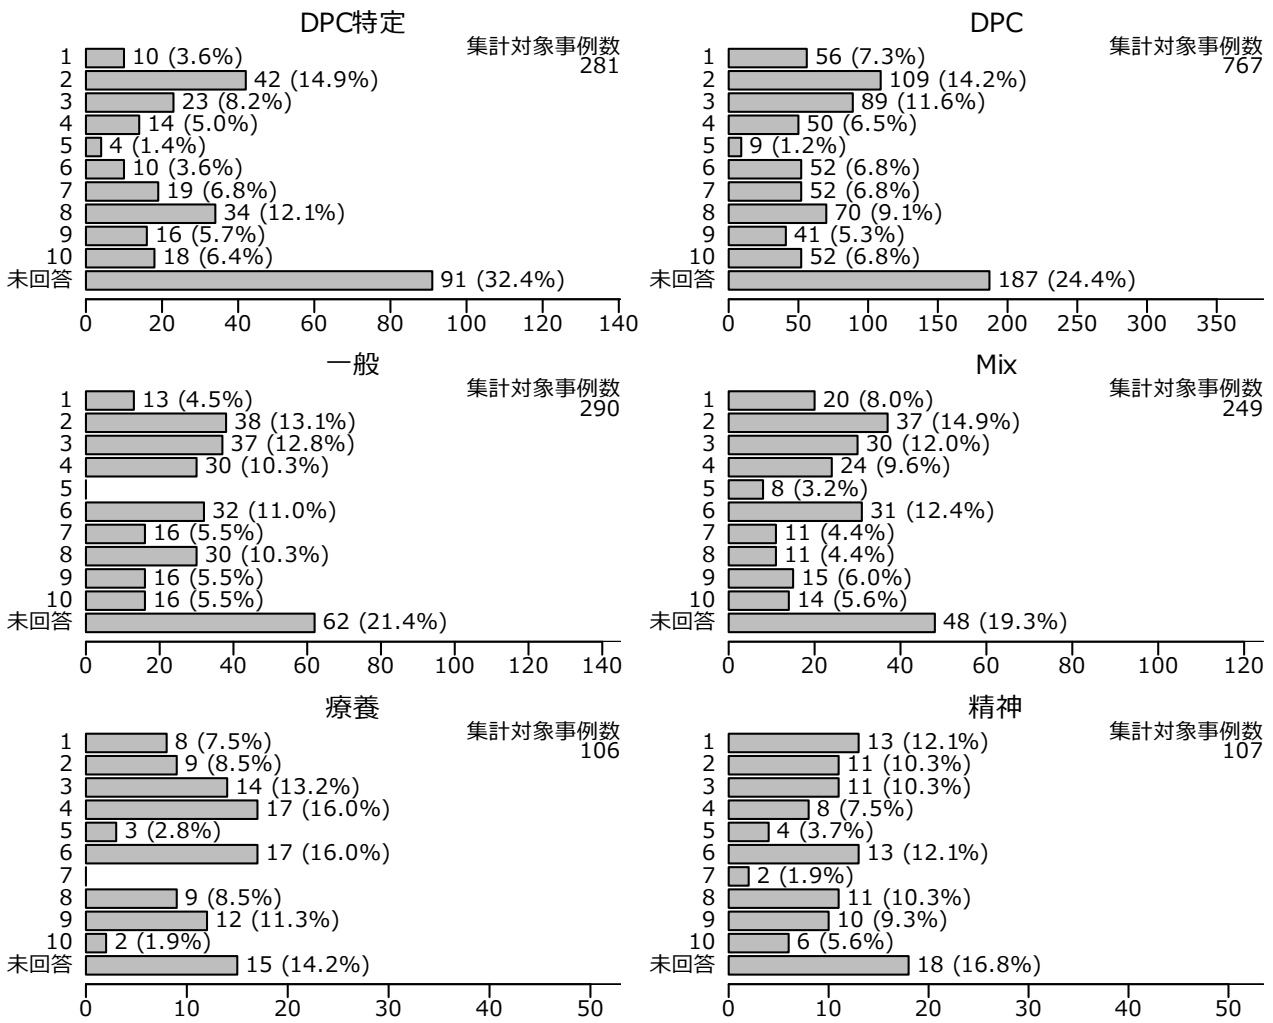 DPC特定
集計対象事例数
281
1 10 (3.6%)
2 42 (14.9%)
3 23 (8.2%)
4 14 (5.0%)
5 4 (1.4%)
6 10 (3.6%)
7 19 (6.8%)
8 34 (12.1%)
9 16 (5.7%)
10 18 (6.4%)
未回答 91 (32.4%)
0 20 40 60 80 100 120 140
DPC
集計対象事例数
767
1 56 (7.3%)
2 109 (14.2%)
3 89 (11.6%)
4 50 (6.5%)
5 9 (1.2%)
6 52 (6.8%)
7 52 (6.8%)
8 70 (9.1%)
9 41 (5.3%)
10 52 (6.8%)
未回答 187 (24.4%)
0 50 100 150 200 250 300 350
一般
集計対象事例数
290
1 13 (4.5%)
2 38 (13.1%)
3 37 (12.8%)
4 30 (10.3%)
5
6 32 (11.0%)
7 16 (5.5%)
8 30 (10.3%)
9 16 (5.5%)
10 16 (5.5%)
未回答 62 (21.4%)
0 20 40 60 80 100 120 140
Mix
集計対象事例数
249
1 20 (8.0%)
2 37 (14.9%)
3 30 (12.0%)
4 24 (9.6%)
5 8 (3.2%)
6 31 (12.4%)
7 11 (4.4%)
8 11 (4.4%)
9 15 (6.0%)
10 14 (5.6%)
未回答 48 (19.3%)
0 20 40 60 80 100 120
療養
集計対象事例数
106
1 8 (7.5%)
2 9 (8.5%)
3 14 (13.2%)
4 17 (16.0%)
5 3 (2.8%)
6 17 (16.0%)
7
8 9 (8.5%)
9 12 (11.3%)
10 2 (1.9%)
未回答 15 (14.2%)
0 10 20 30 40 50
精神
集計対象事例数
107
1 13 (12.1%)
2 11 (10.3%)
3 11 (10.3%)
4 8 (7.5%)
5 4 (3.7%)
6 13 (12.1%)
7 2 (1.9%)
8 11 (10.3%)
9 10 (9.3%)
10 6 (5.6%)
未回答 18 (16.8%)
0 10 20 30 40 50